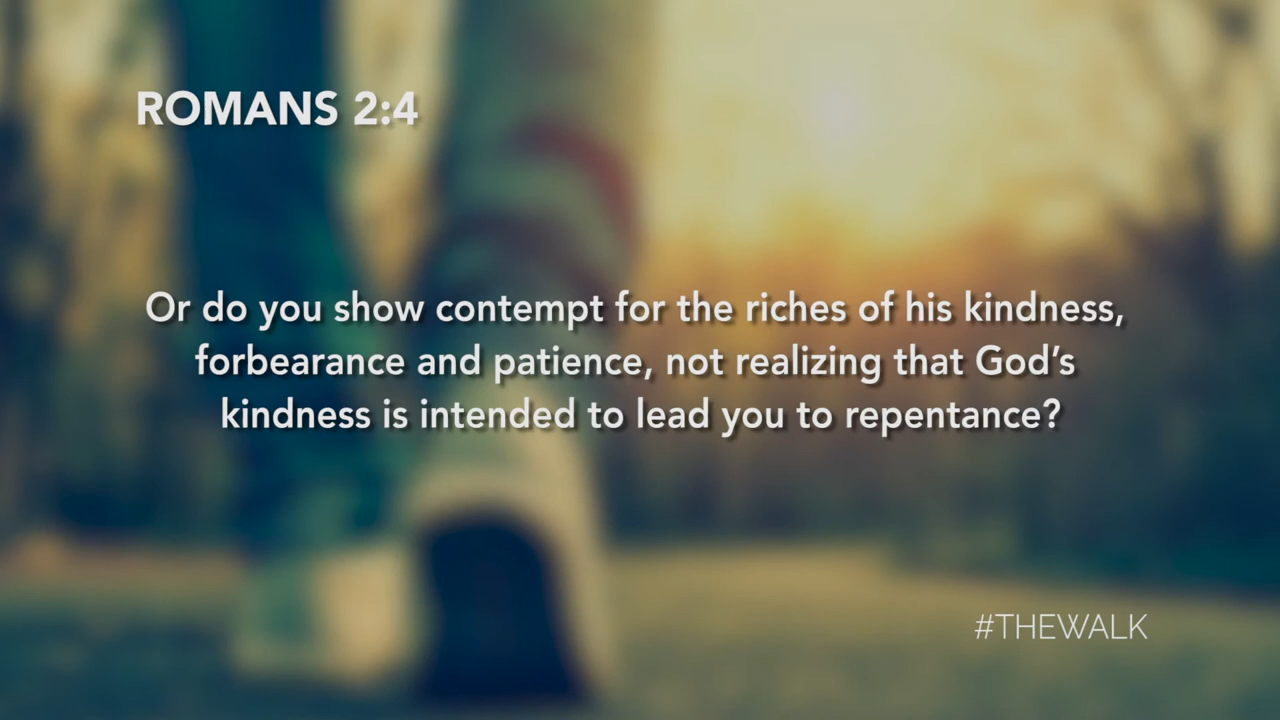 ROMANS 2:4
Or do you show contempt for the riches of his kindness,
forbearance and patience, not realizing that God’s
kindness is intended to lead you to repentance?
#THEWALK